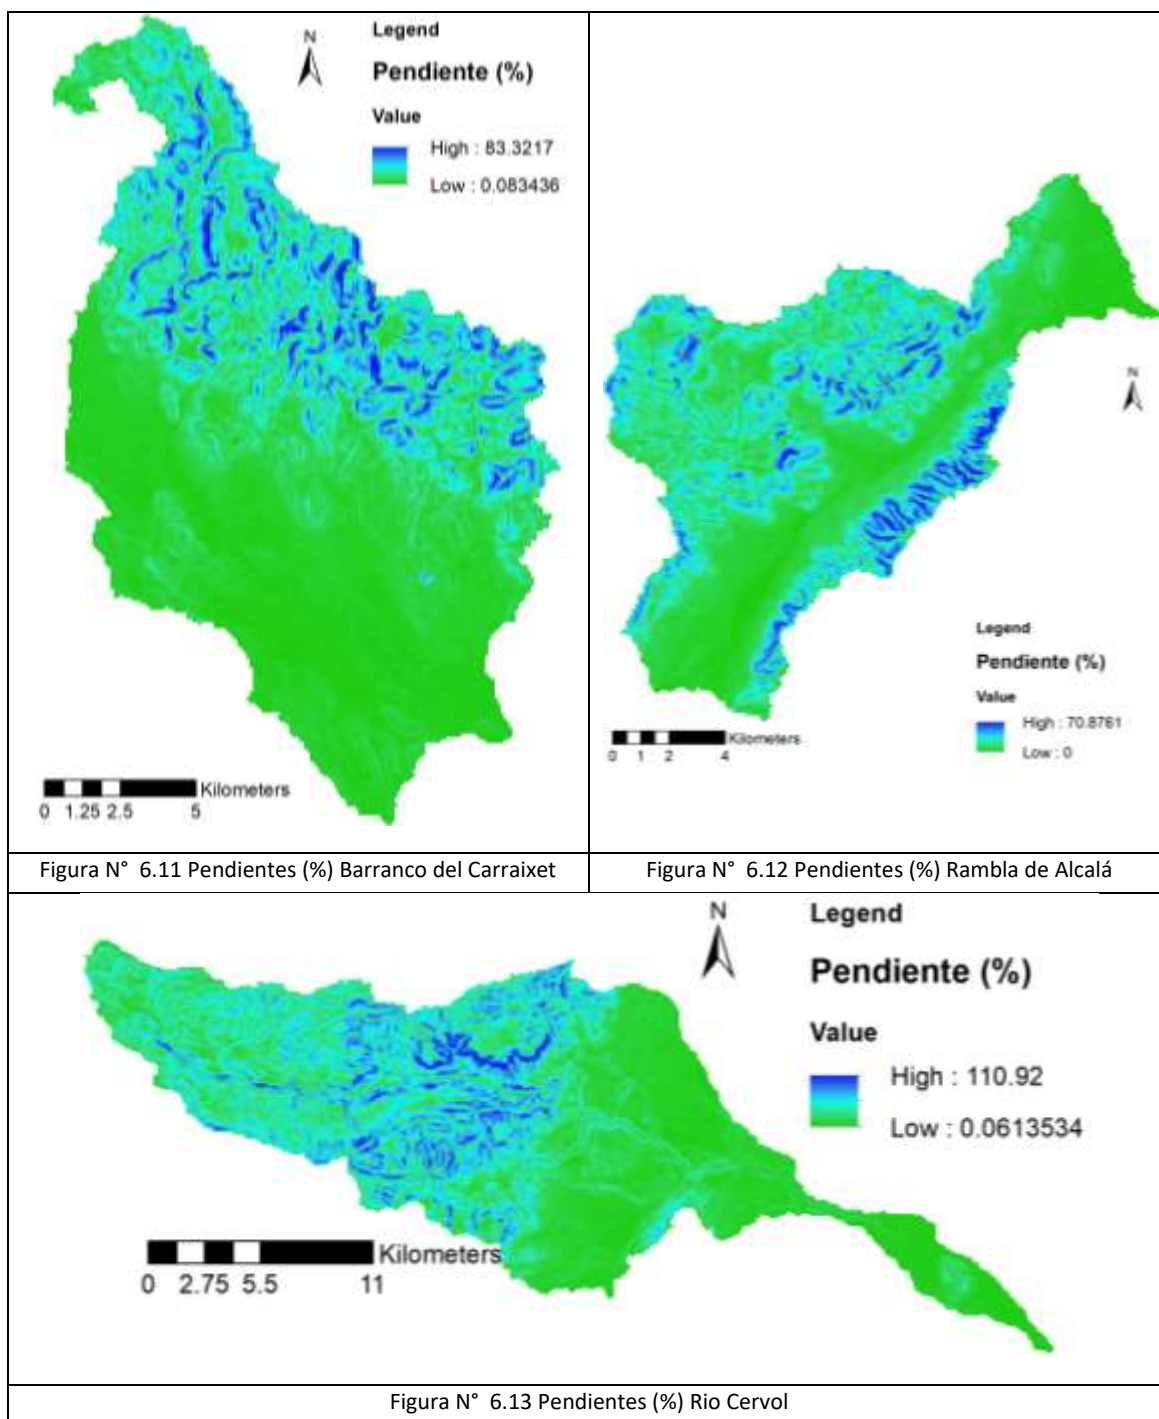 N
Legend
Pendiente (%)
Value
High : 83.3217
Low : 0.083436
Kilometers
0 1.25 2.5 5
N
Legend
Pendiente (%)
Value
High : 70.8761
Low : 0
Kilometers
0 1 2 4
Figura N° 6.11 Pendientes (%) Barranco del Carraixet
Figura N° 6.12 Pendientes (%) Rambla de Alcalá
N
Legend
Pendiente (%)
Value
High : 110.92
Low : 0.0613534
Kilometers
0 2.75 5.5 11
Figura N° 6.13 Pendientes (%) Rio Cervol